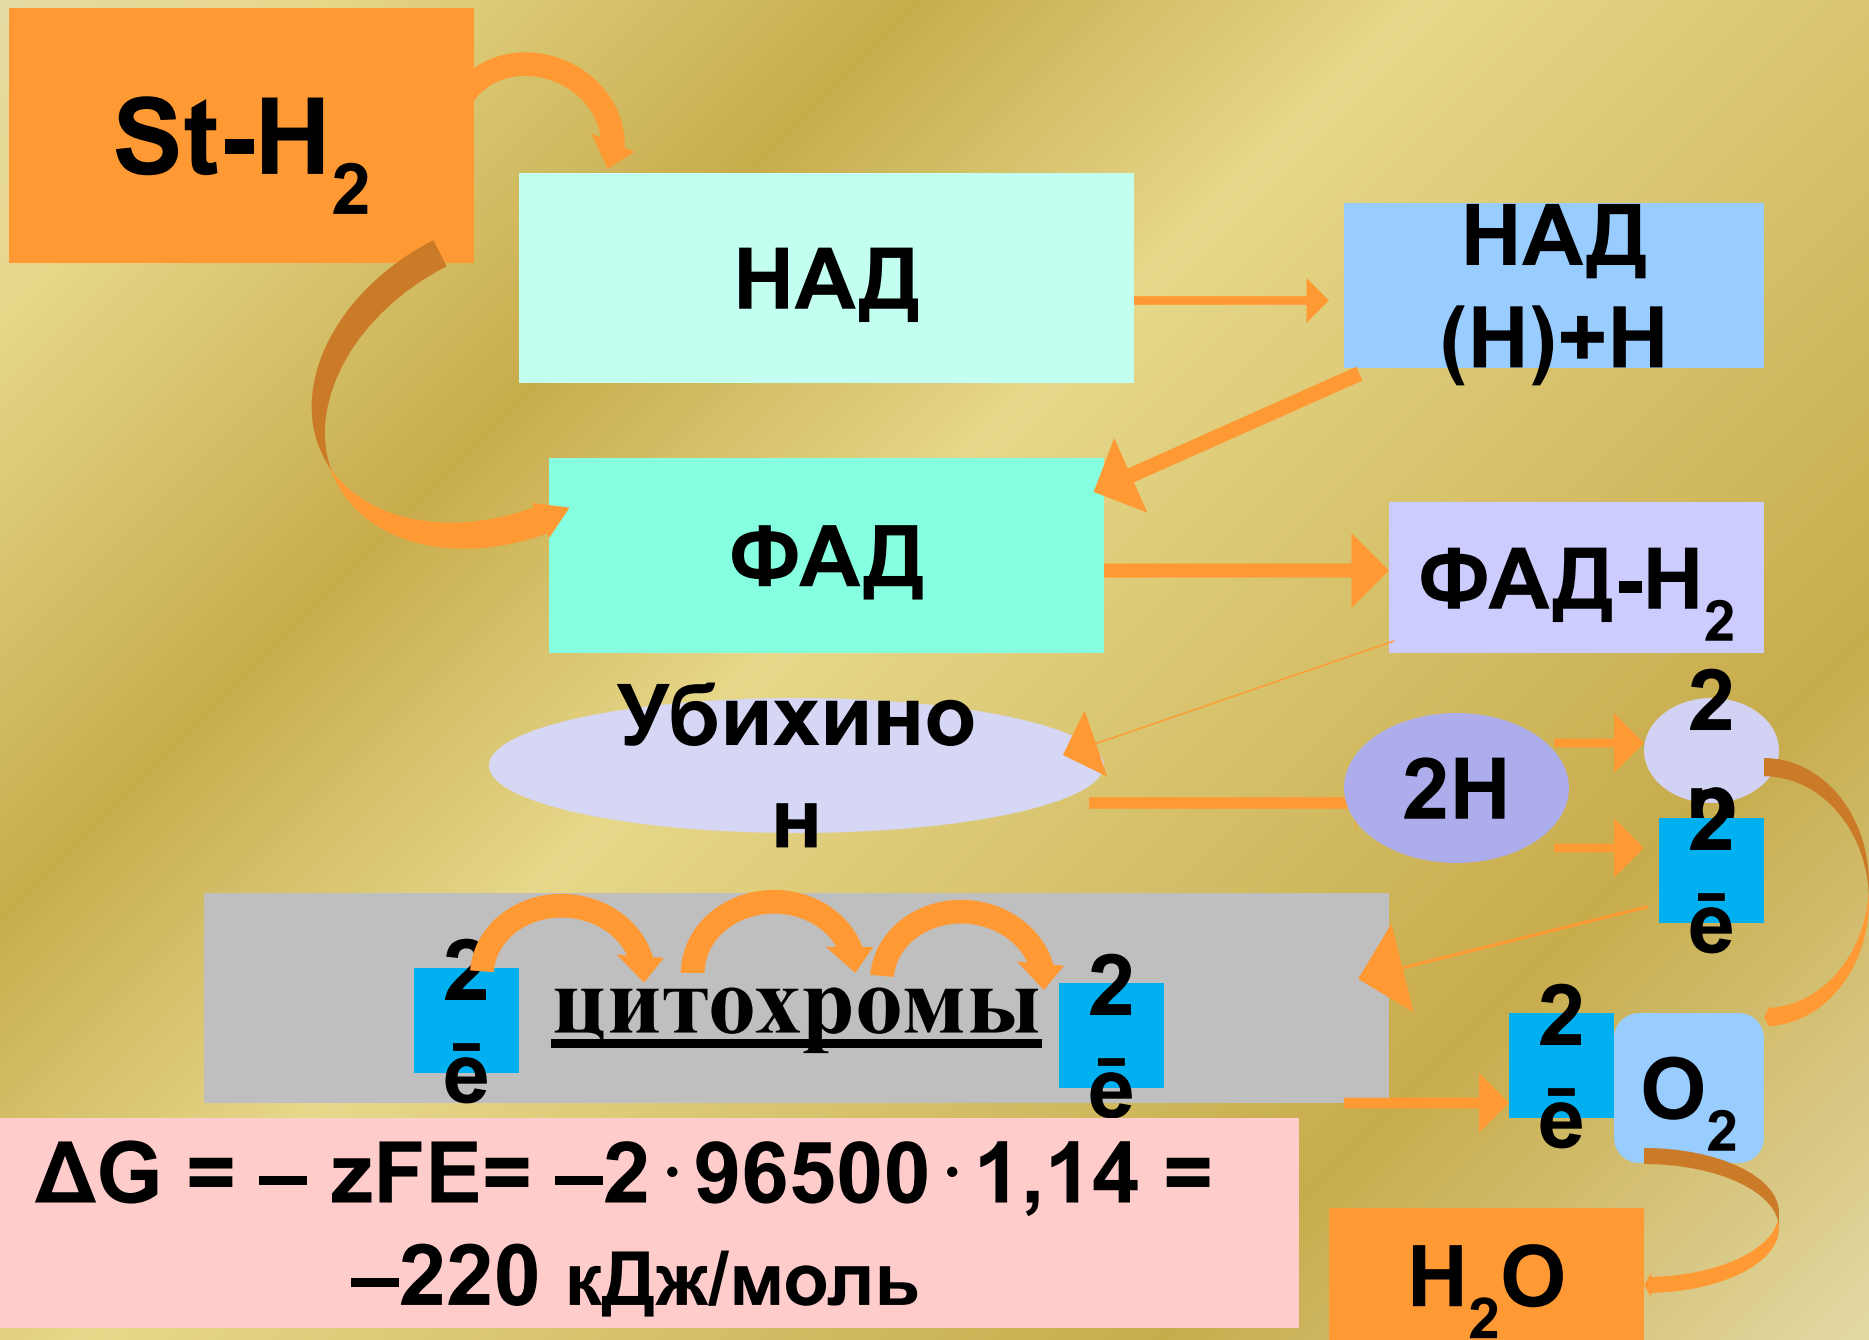 St-H₂
НАД
НАД
(Н)+Н
ФАД
ФАД-Н₂
Убихино
н
2Н
2
2
ē
2
ē
цитохромы
2
ē
2
ē
О₂
ΔG = – zFE= –2·96500·1,14 =
–220 кДж/моль
Н₂О